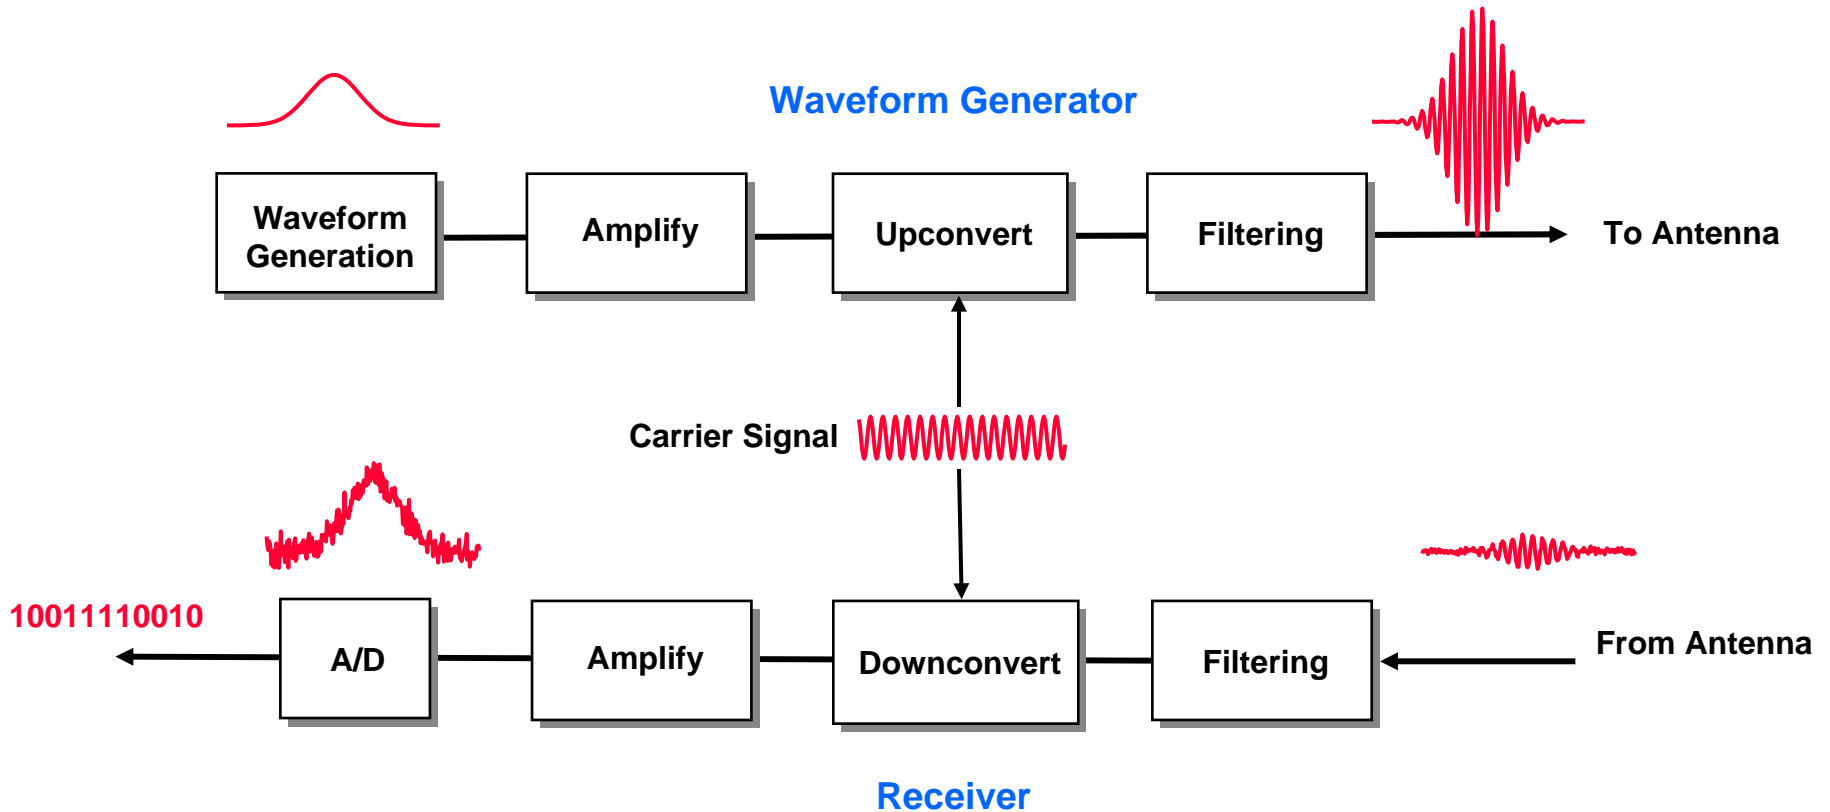 Waveform Generator
Waveform
Generation
Amplify
Upconvert
Filtering
To Antenna
Carrier Signal
10011110010
A/D
Amplify
Downconvert
Filtering
From Antenna
Receiver